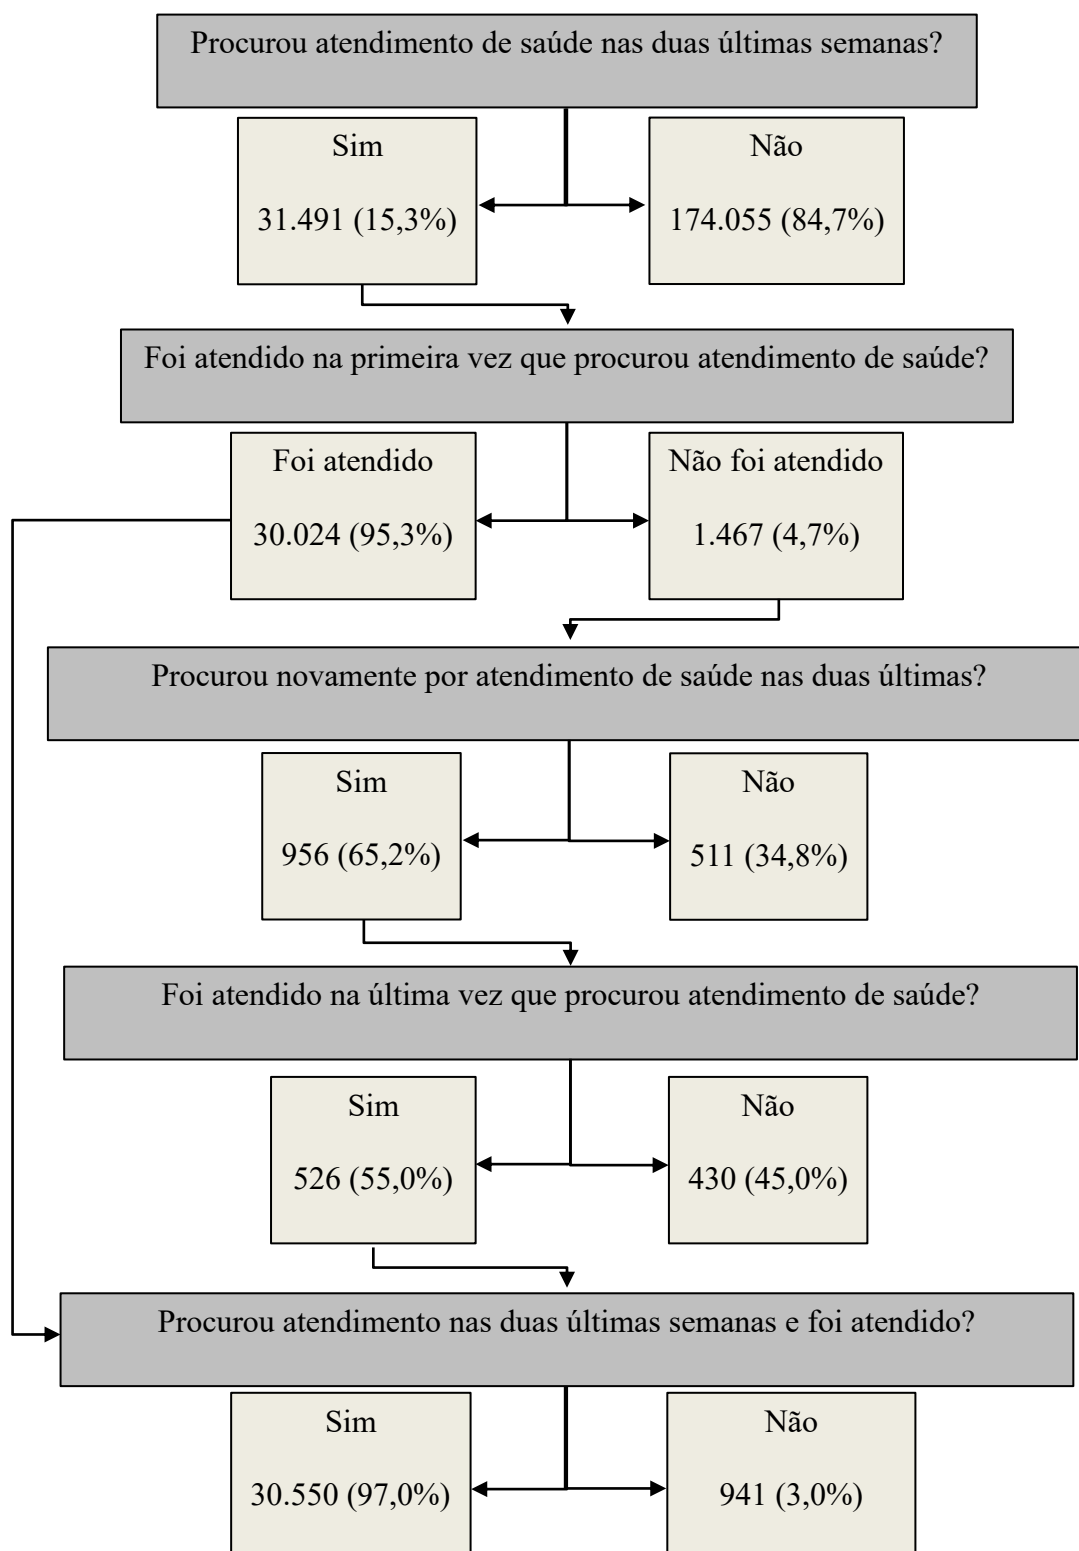 Procurou atendimento de saúde nas duas últimas semanas?
Sim
31.491 (15,3%)
Não
174.055 (84,7%)
Foi atendido na primeira vez que procurou atendimento de saúde?
Foi atendido
30.024 (95,3%)
Não foi atendido
1.467 (4,7%)
Procurou novamente por atendimento de saúde nas duas últimas?
Sim
956 (65,2%)
Não
511 (34,8%)
Foi atendido na última vez que procurou atendimento de saúde?
Sim
526 (55,0%)
Não
430 (45,0%)
Procurou atendimento nas duas últimas semanas e foi atendido?
Sim
30.550 (97,0%)
Não
941 (3,0%)